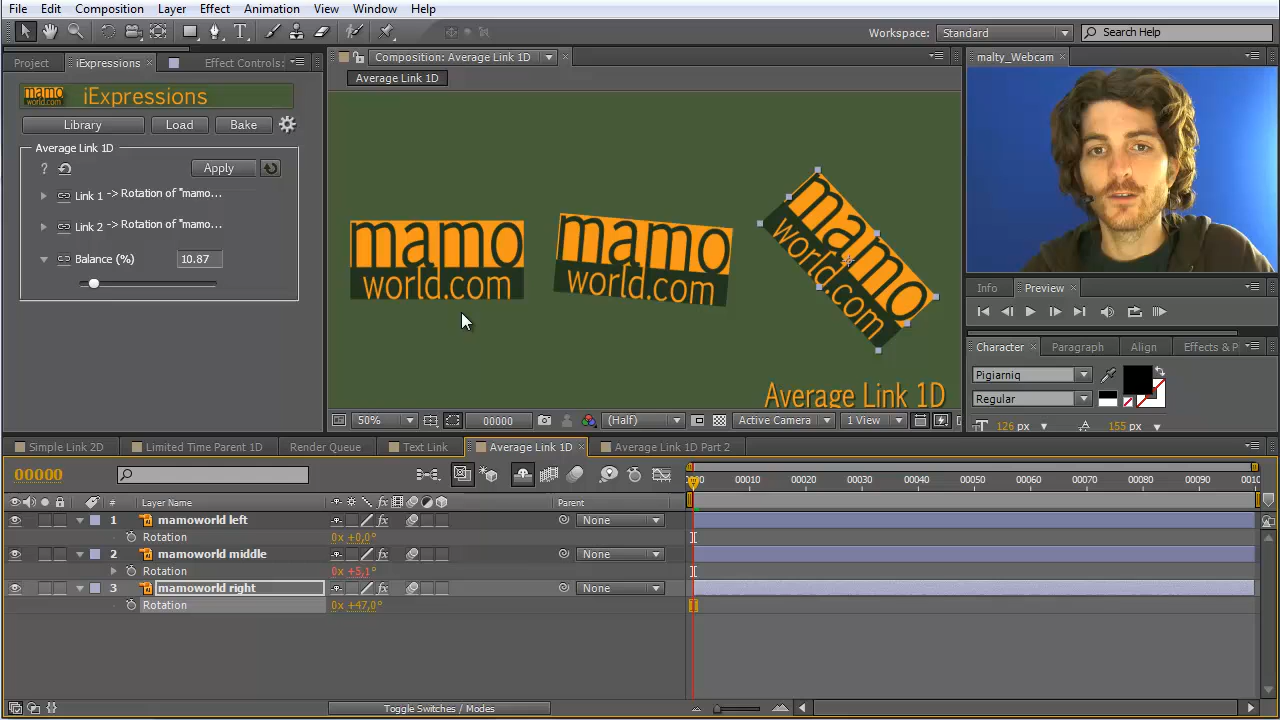 File Edit Composition Layer Effect Animation View Window Help
Workspace: Standard Search Help
Project iExpressions Effect Controls:
Composition: Average Link 1D
malty_Webcam
Average Link 1D
mamo world.com iExpressions
Library Load Bake
Average Link 1D
? Apply
Link 1 -> Rotation of "mamo...
Link 2 -> Rotation of "mamo...
Balance (%) 10.87
mamo
world.com
mamo
world.com
mamo
world.com
Average Link 1D
Info Preview
Character Paragraph Align Effects & P
Pigiarniq
Regular
126 px 155 px
50% 00000 (Half) Active Camera 1 View
Simple Link 2D Limited Time Parent 1D Render Queue Text Link Average Link 1D Average Link 1D Part 2
00000
00010 00020 00030 00040 00050 00060 00070 00080 00090
# Layer Name Parent
1 mamoworld left None
Rotation 0x +0,0°
2 mamoworld middle None
Rotation 0x +5,1°
3 mamoworld right None
Rotation 0x +47,0°
Toggle Switches / Modes